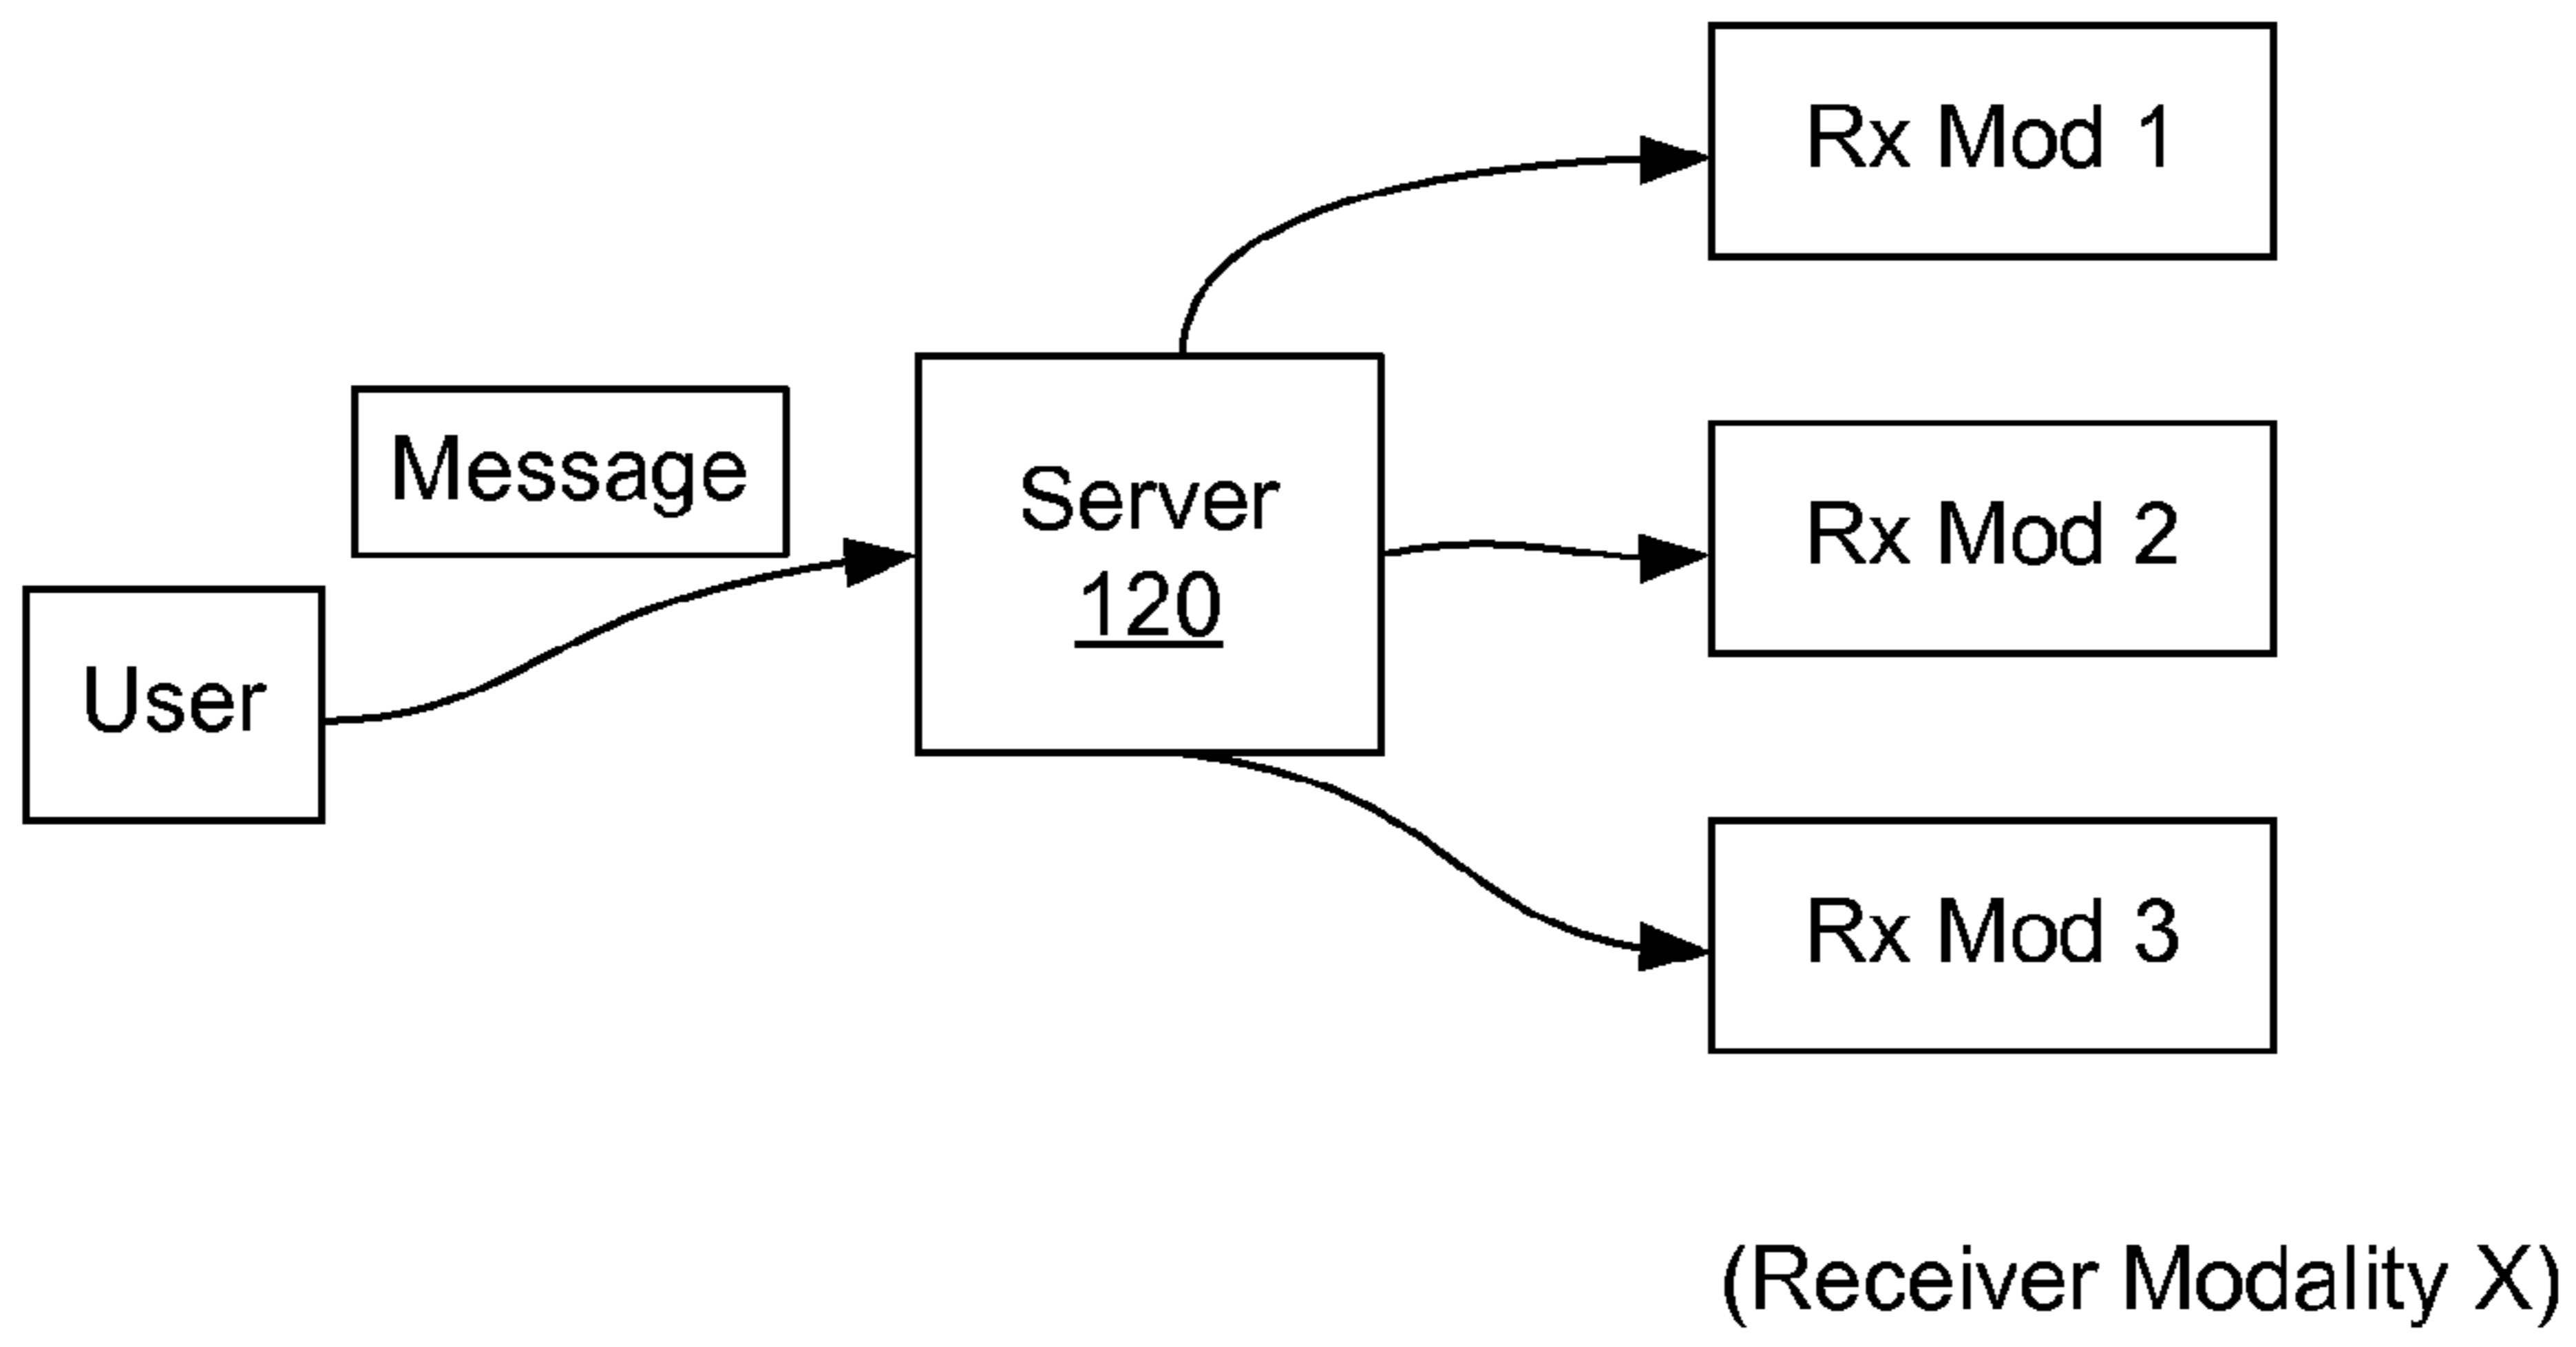 Rx Mod 1
Message
Server
120
Rx Mod 2
User
Rx Mod 3
(Receiver Modality X)